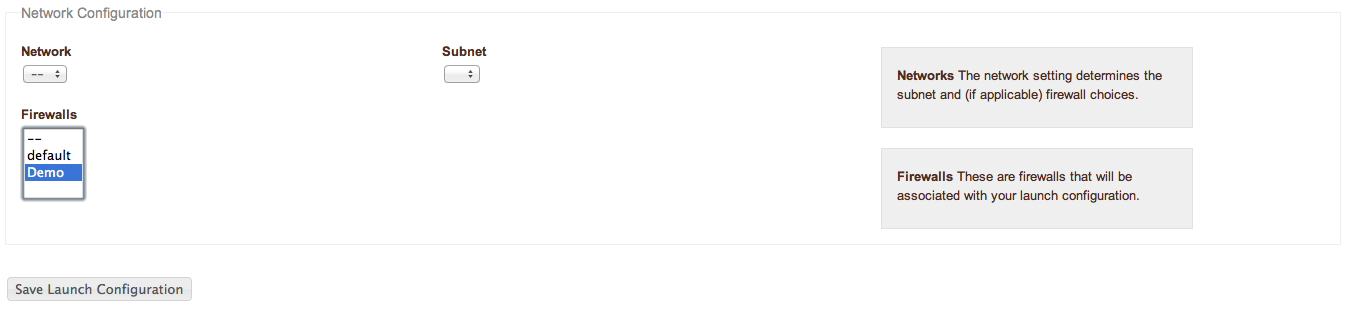 Network Configuration
Network
Subnet
--
Firewalls
--
default
Demo
Networks The network setting determines the
subnet and (if applicable) firewall choices.
Firewalls These are firewalls that will be
associated with your launch configuration.
Save Launch Configuration